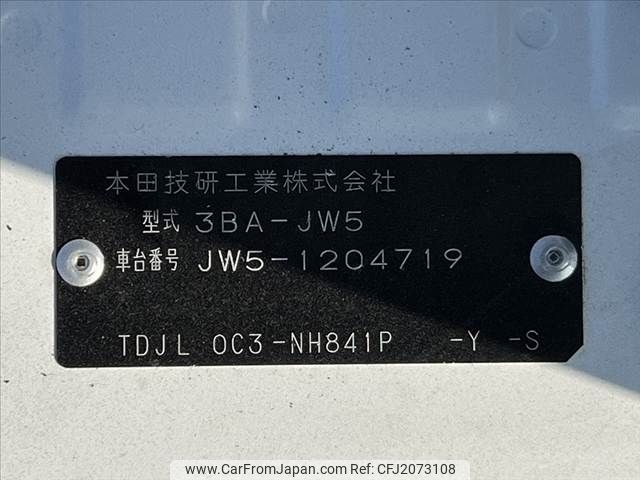 本田技研工業株式会社
型式 3BA-JW5
車台番号 JW5-1204719
TDJL 0C3-NH841P -Y -S
www.CarFromJapan.com | CFJ2073108